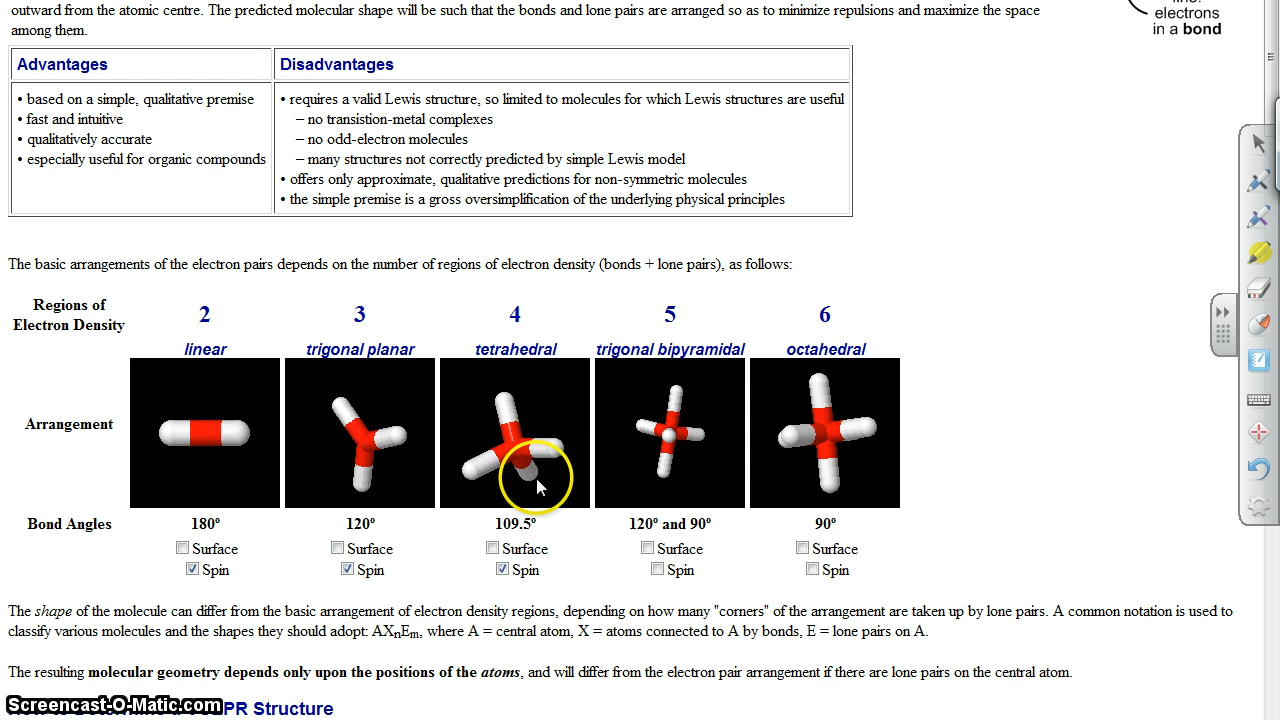 outward from the atomic centre. The predicted molecular shape will be such that the bonds and lone pairs are arranged so as to minimize repulsions and maximize the space
among them.
electrons
in a bond
Advantages
Disadvantages
• based on a simple, qualitative premise
• fast and intuitive
• qualitatively accurate
• especially useful for organic compounds
• requires a valid Lewis structure, so limited to molecules for which Lewis structures are useful
– no transistion-metal complexes
– no odd-electron molecules
– many structures not correctly predicted by simple Lewis model
• offers only approximate, qualitative predictions for non-symmetric molecules
• the simple premise is a gross oversimplification of the underlying physical principles
The basic arrangements of the electron pairs depends on the number of regions of electron density (bonds + lone pairs), as follows:
Regions of
Electron Density
2 3 4 5 6
linear trigonal planar tetrahedral trigonal bipyramidal octahedral
Arrangement
Bond Angles 180º 120º 109.5º 120º and 90º 90º
Surface Surface Surface Surface Surface
Spin Spin Spin Spin Spin
The shape of the molecule can differ from the basic arrangement of electron density regions, depending on how many "corners" of the arrangement are taken up by lone pairs. A common notation is used to
classify various molecules and the shapes they should adopt: AXnEm, where A = central atom, X = atoms connected to A by bonds, E = lone pairs on A.
The resulting molecular geometry depends only upon the positions of the atoms, and will differ from the electron pair arrangement if there are lone pairs on the central atom.
Screencast-O-Matic.com
PR Structure